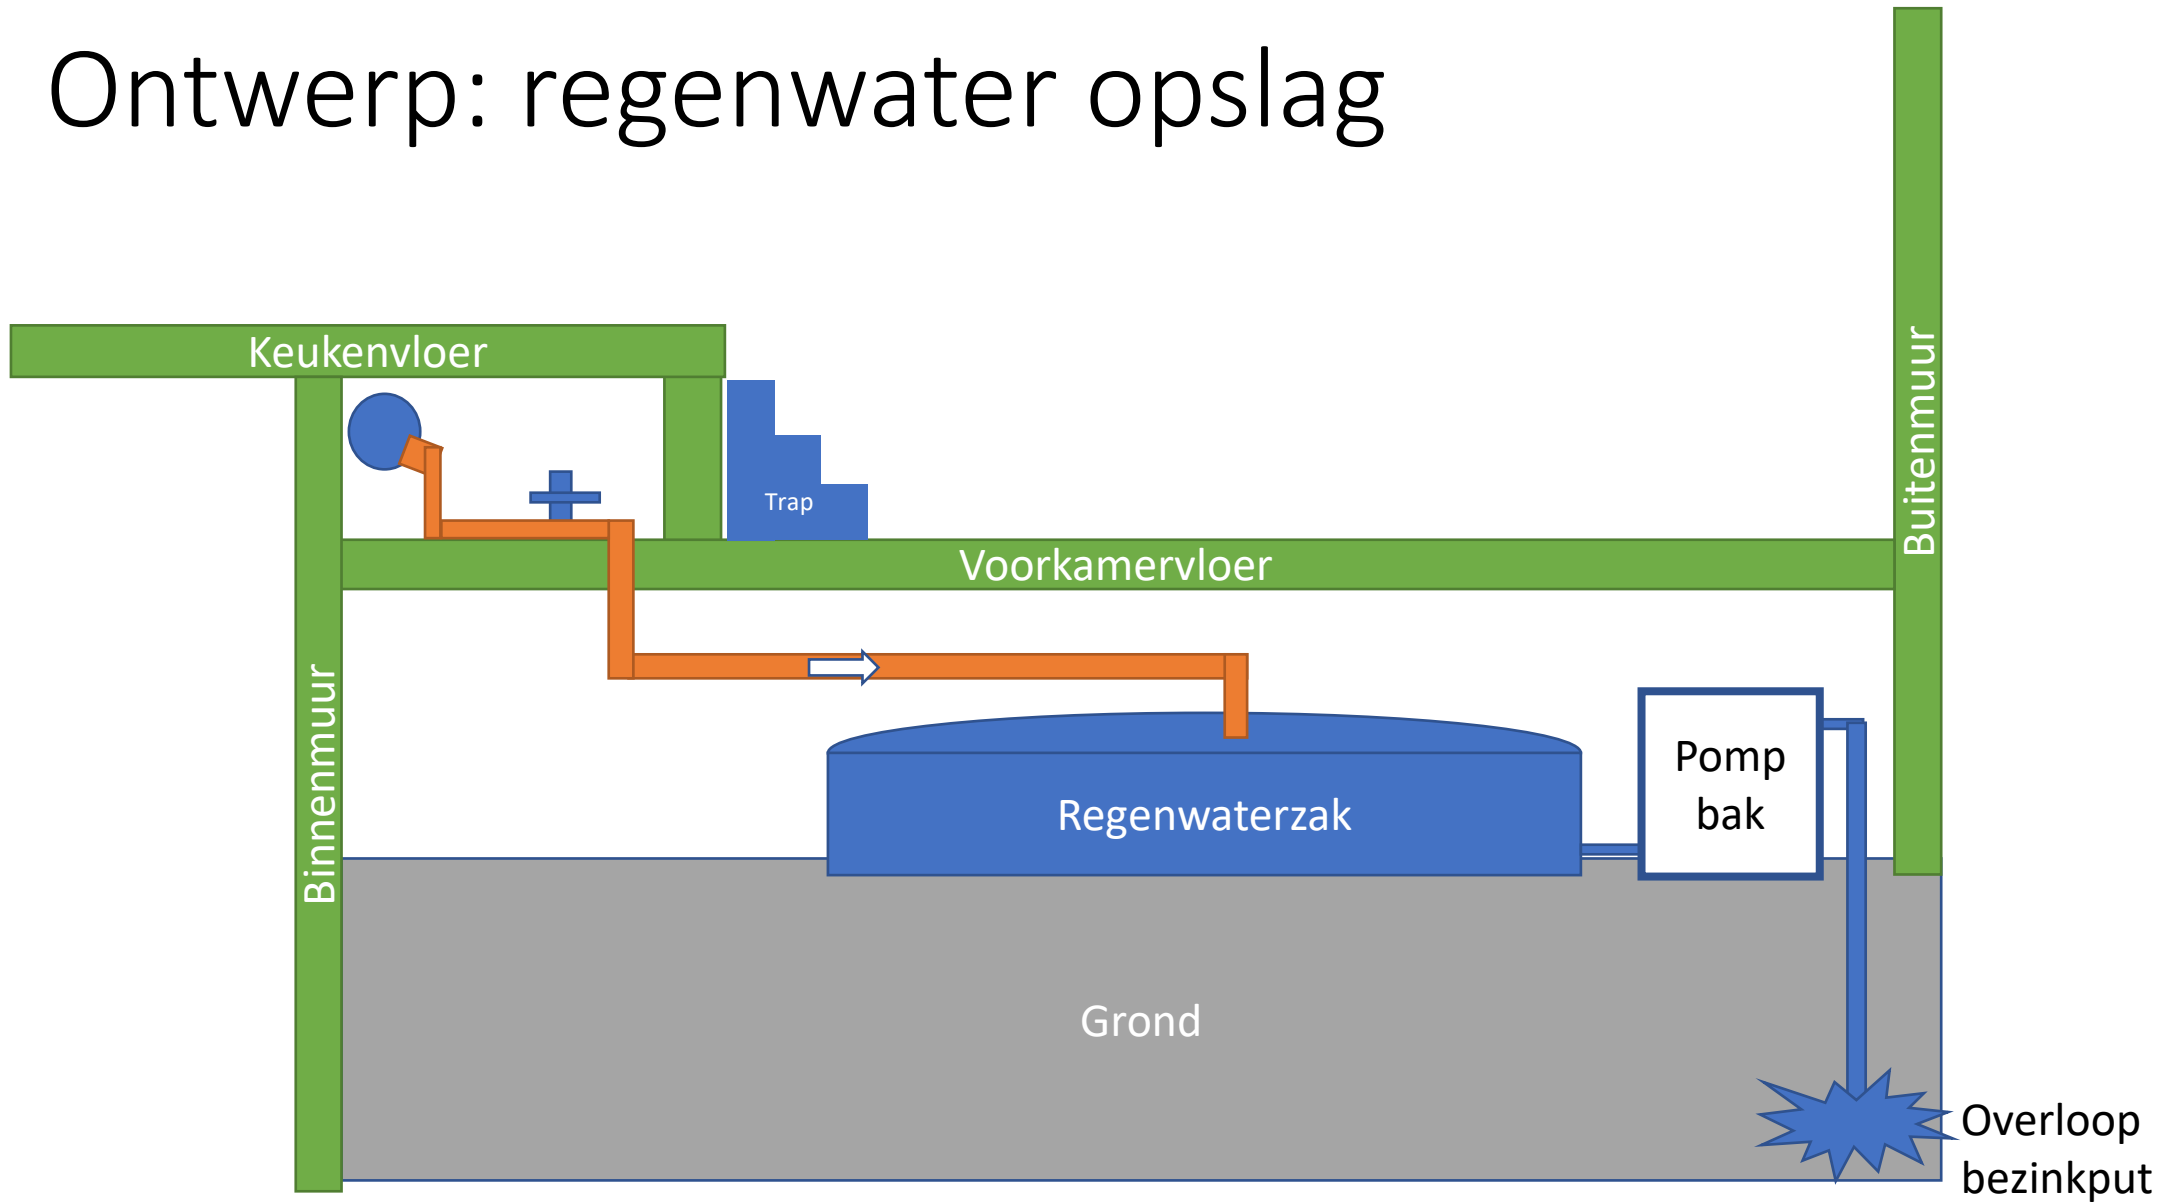 Ontwerp: regenwater opslag
Keukenvloer
Trap
Voorkamervloer
Buitenmuur
Binnenmuur
Regenwaterzak
Pomp
bak
Grond
Overloop
bezinkput